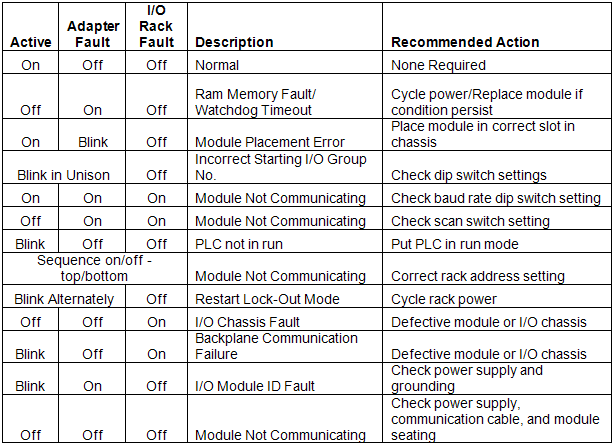 Active Adapter Fault I/O Rack Fault Description Recommended Action
On Off Off Normal None Required
Off On Off Ram Memory Fault/ Watchdog Timeout Cycle power/Replace module if condition persist
On Blink Off Module Placement Error Place module in correct slot in chassis
Blink in Unison Off Incorrect Starting I/O Group No. Check dip switch settings
On On On Module Not Communicating Check baud rate dip switch setting
Off On On Module Not Communicating Check scan switch setting
Blink Off Off PLC not in run Put PLC in run mode
Sequence on/off - top/bottom Module Not Communicating Correct rack address setting
Blink Alternately Off Restart Lock-Out Mode Cycle rack power
Off Off On I/O Chassis Fault Defective module or I/O chassis
Blink Off On Backplane Communication Failure Defective module or I/O chassis
Blink On Off I/O Module ID Fault Check power supply and grounding
Off Off Off Module Not Communicating Check power supply, communication cable, and module seating